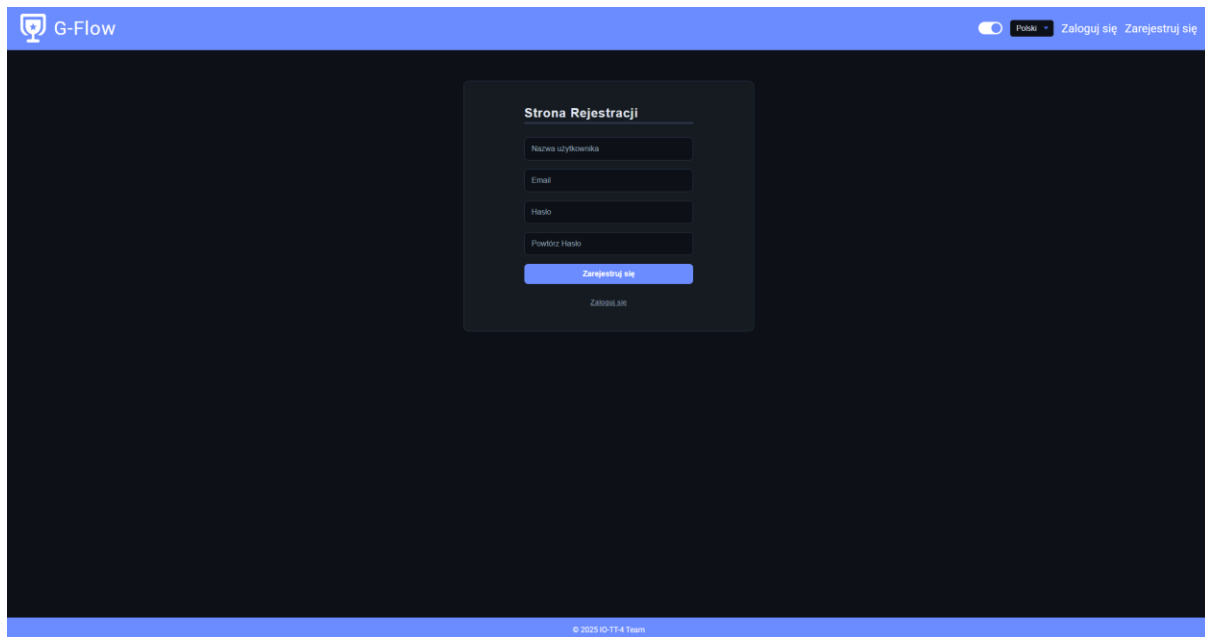 G-Flow
Polski
Zaloguj się
Zarejestruj się
Strona Rejestracji
Nazwa użytkownika
Email
Hasło
Powtórz Hasło
Zarejestruj się
Zaloguj się
© 2025 IO-TT-4 Team